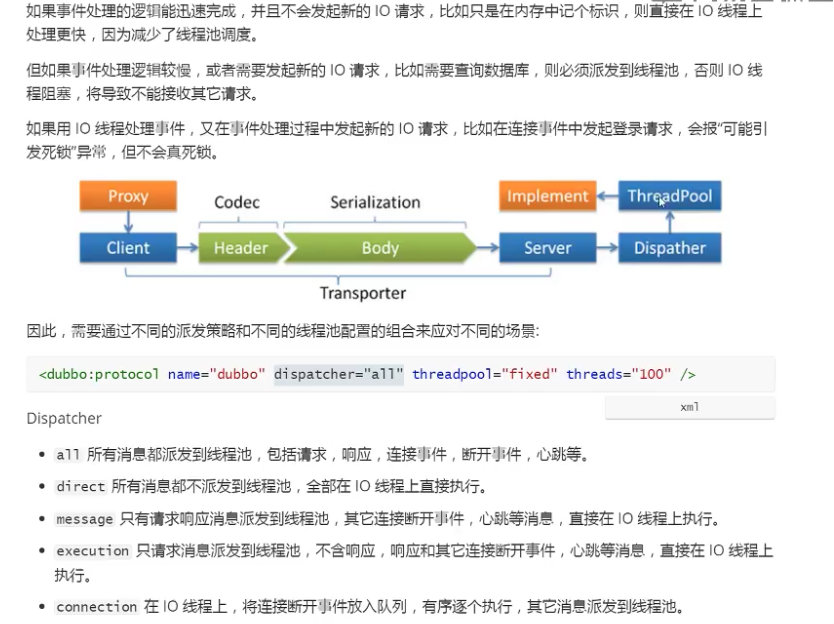 如果事件处理的逻辑能迅速完成，并且不会发起新的 IO 请求，比如只是在内存中记个标识，则直接在 IO 线程上
处理更快，因为减少了线程池调度。
但如果事件处理逻辑较慢，或者需要发起新的 IO 请求，比如需要查询数据库，则必须派发到线程池，否则 IO 线
程阻塞，将导致不能接收其它请求。
如果用 IO 线程处理事件，又在事件处理过程中发起新的 IO 请求，比如在连接事件中发起登录请求，会报“可能引
发死锁”异常，但不会真死锁。
Proxy
Codec
Serialization
Implement
ThreadPool
Client
Header
Body
Server
Dispather
Transporter
因此，需要通过不同的派发策略和不同的线程池配置的组合来应对不同的场景:
<dubbo:protocol name="dubbo" dispatcher="all" threadpool="fixed" threads="100" />
xml
Dispatcher
• all 所有消息都派发到线程池，包括请求，响应，连接事件，断开事件，心跳等。
• direct 所有消息都不派发到线程池，全部在 IO 线程上直接执行。
• message 只有请求响应消息派发到线程池，其它连接断开事件，心跳等消息，直接在 IO 线程上执行。
• execution 只请求消息派发到线程池，不含响应，响应和其它连接断开事件，心跳等消息，直接在 IO 线程上
执行。
• connection 在 IO 线程上，将连接断开事件放入队列，有序逐个执行，其它消息派发到线程池。